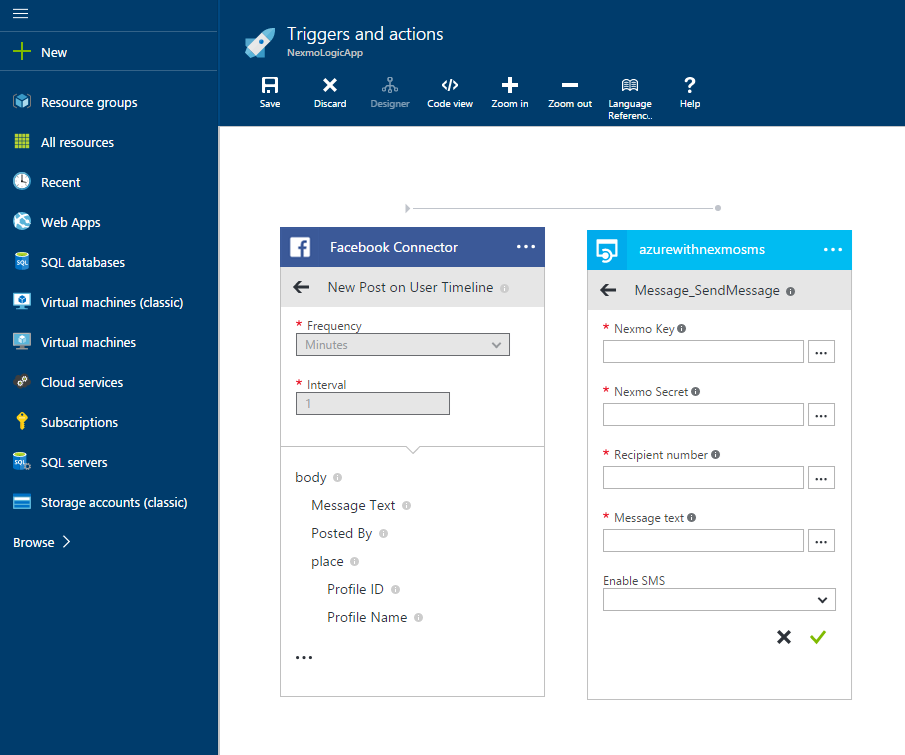 New
Resource groups
All resources
Recent
Web Apps
SQL databases
Virtual machines (classic)
Virtual machines
Cloud services
Subscriptions
SQL servers
Storage accounts (classic)
Browse
Triggers and actions
NexmoLogicApp
Save
Discard
Designer
Code view
Zoom in
Zoom out
Language
Referenc..
Help
Facebook Connector
New Post on User Timeline
* Frequency
Minutes
* Interval
1
body
Message Text
Posted By
place
Profile ID
Profile Name
...
azurewithnexmosms
Message_SendMessage
* Nexmo Key
...
* Nexmo Secret
...
* Recipient number
...
* Message text
...
Enable SMS